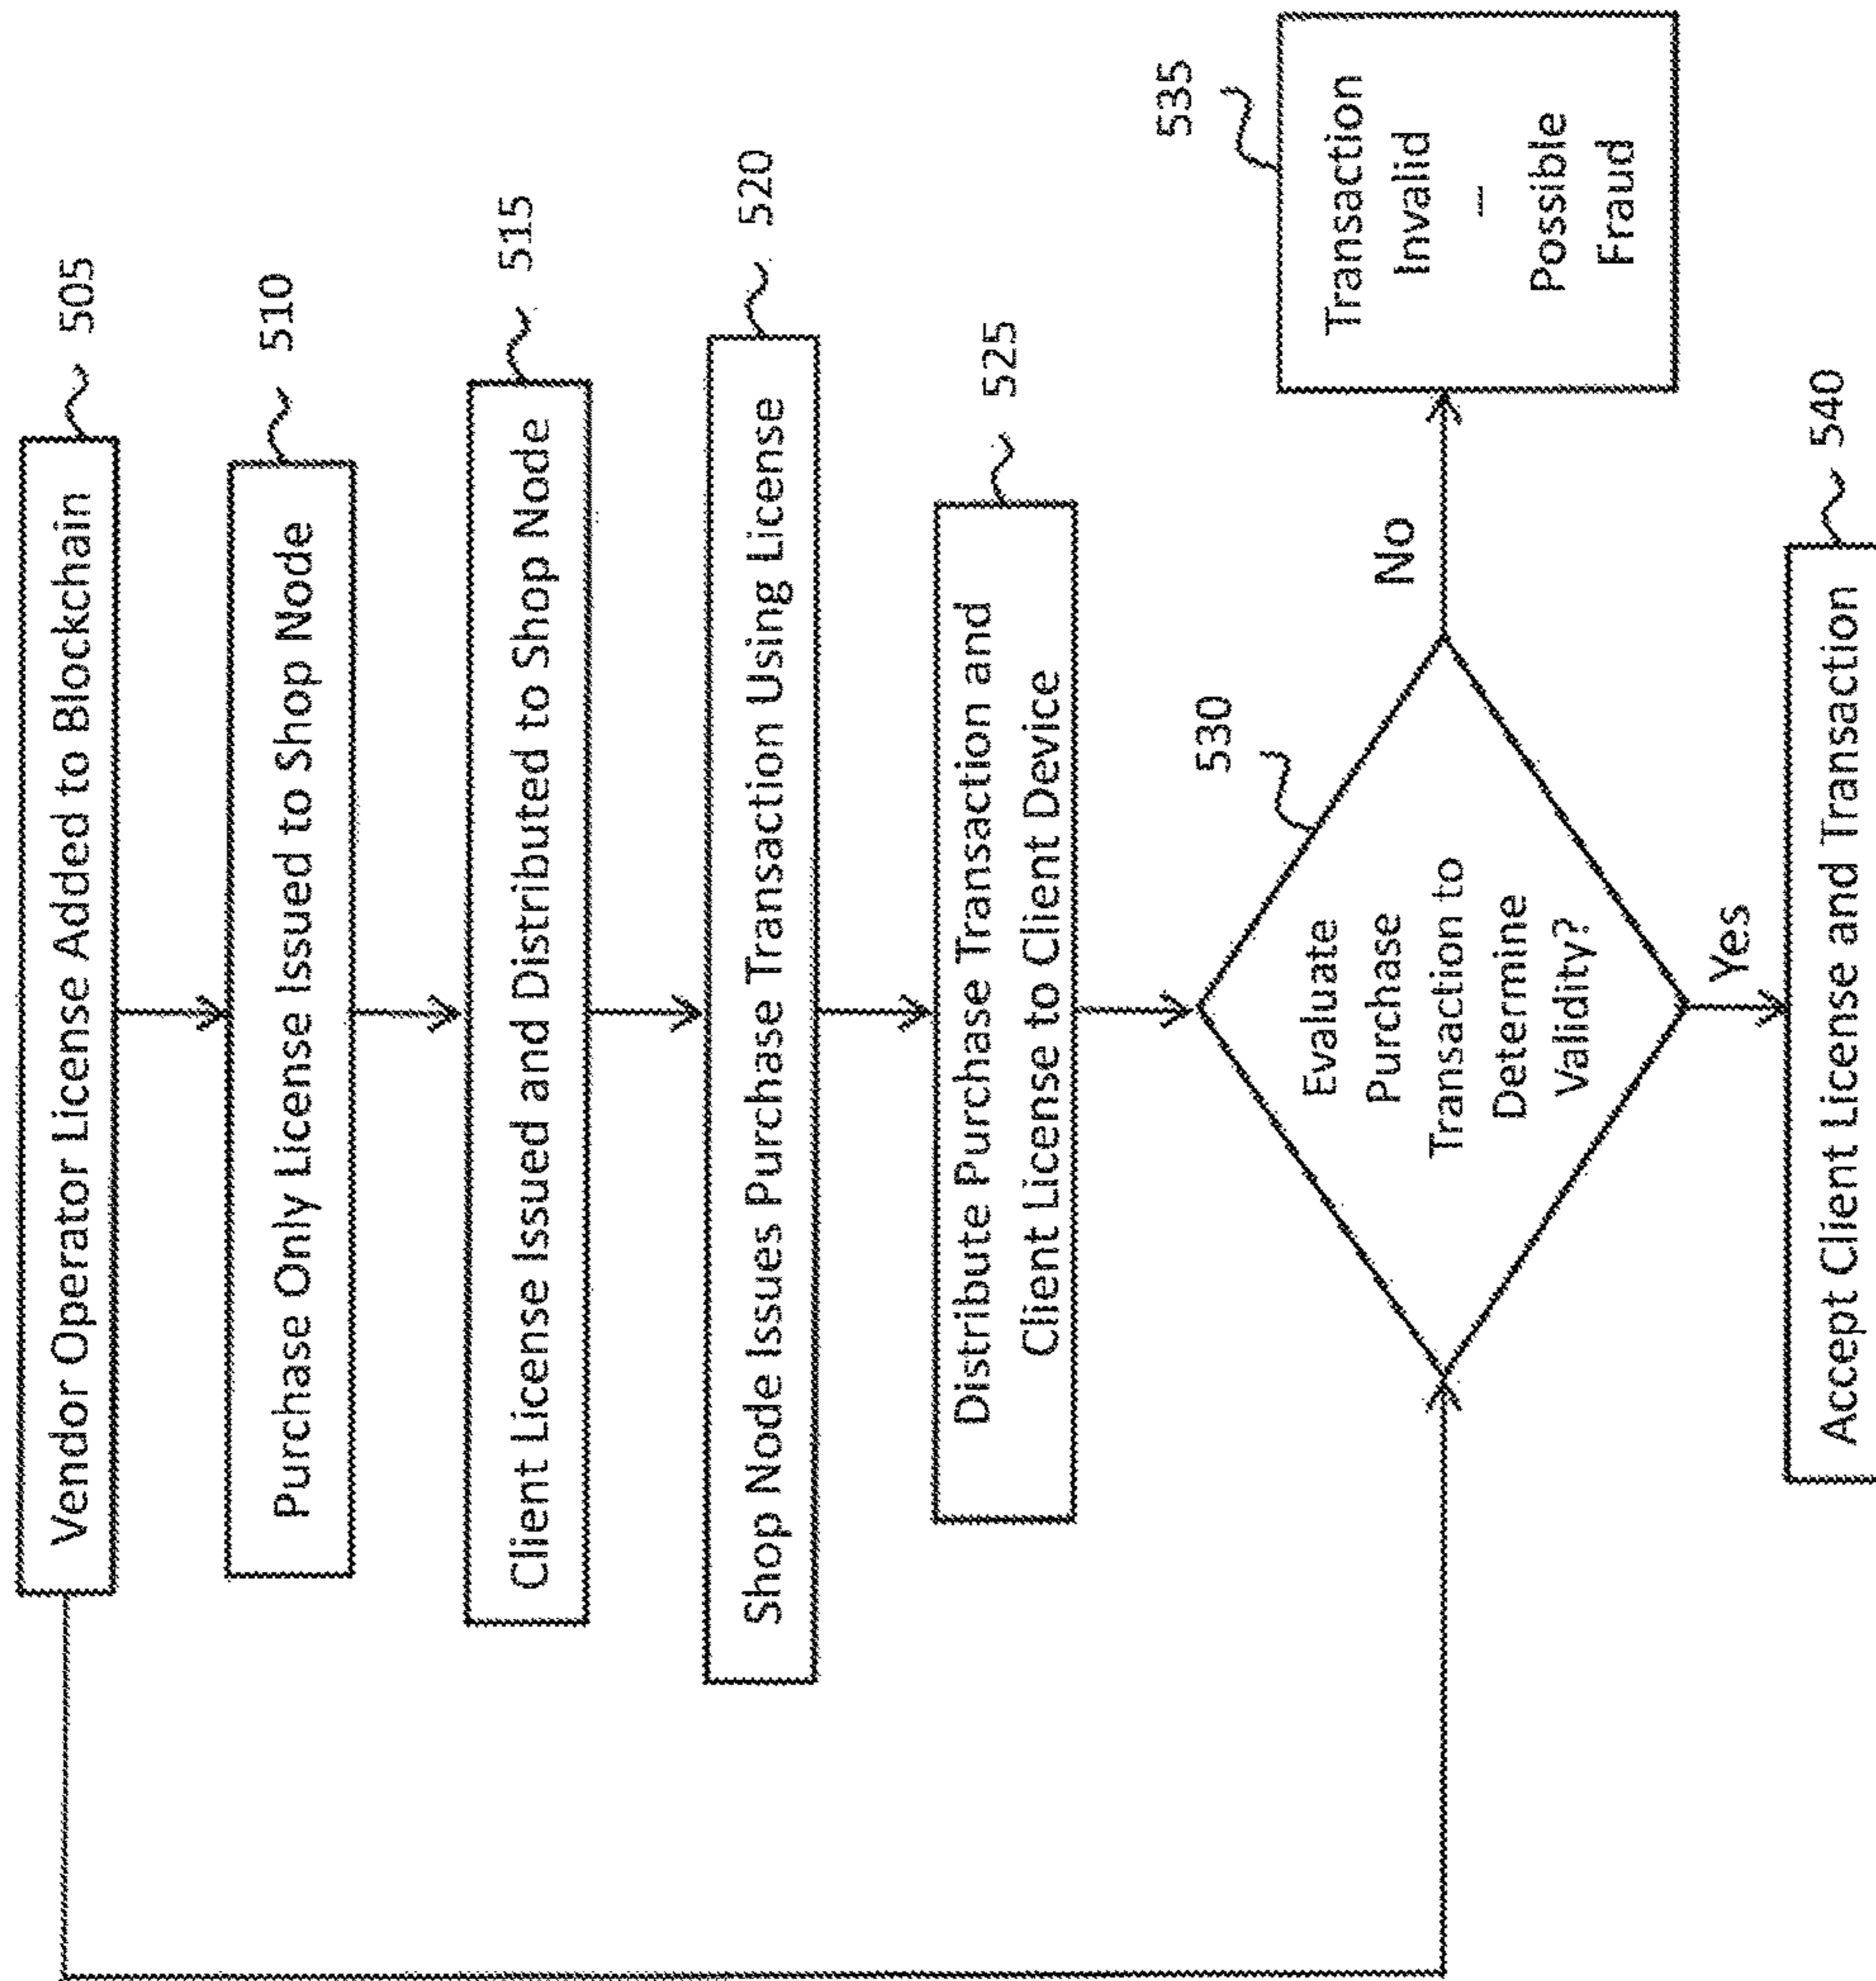 Vendor Operator License Added to Blockchain
505
Purchase Only License Issued to Shop Node
510
Client License Issued and Distributed to Shop Node
515
Shop Node Issues Purchase Transaction Using License
520
Distribute Purchase Transaction and
Client License to Client Device
525
Evaluate
Purchase
Transaction to
Determine
Validity?
530
No
Transaction
Invalid
–
Possible
Fraud
535
Yes
Accept Client License and Transaction
540